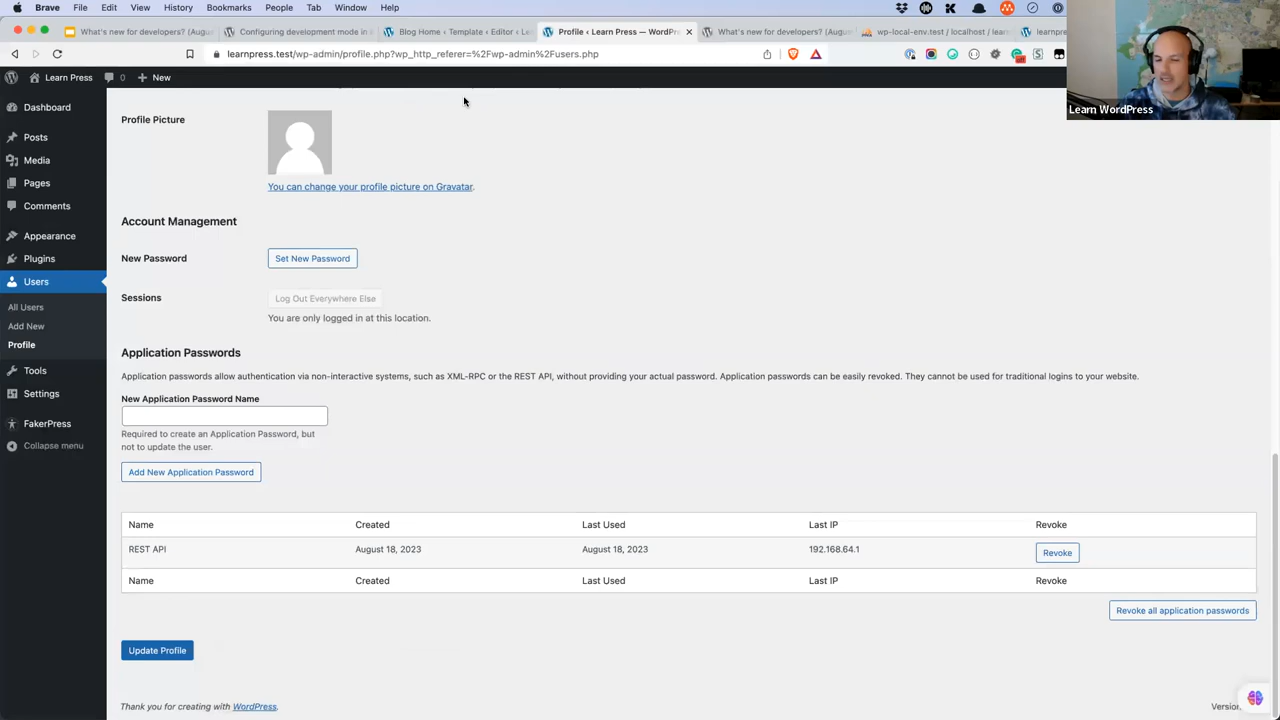 Brave File Edit View History Bookmarks People Tab Window Help
What's new for developers? (Augu
Configuring development mode in
Blog Home ‹ Template ‹ Editor ‹ Le
Profile ‹ Learn Press — WordPr
What's new for developers? (Augu
wp-local-env.test / localhost / learn
learnpre
learnpress.test/wp-admin/profile.php?wp_http_referer=%2Fwp-admin%2Fusers.php
Learn Press 0 New
Learn WordPress
Dashboard
Posts
Media
Pages
Comments
Appearance
Plugins
Users
All Users
Add New
Profile
Tools
Settings
FakerPress
Collapse menu
Profile Picture
You can change your profile picture on Gravatar.
Account Management
New Password Set New Password
Sessions Log Out Everywhere Else
You are only logged in at this location.
Application Passwords
Application passwords allow authentication via non-interactive systems, such as XML-RPC or the REST API, without providing your actual password. Application passwords can be easily revoked. They cannot be used for traditional logins to your website.
New Application Password Name
Required to create an Application Password, but
not to update the user.
Add New Application Password
Name Created Last Used Last IP Revoke
REST API August 18, 2023 August 18, 2023 192.168.64.1 Revoke
Name Created Last Used Last IP Revoke
Revoke all application passwords
Update Profile
Thank you for creating with WordPress.
Version